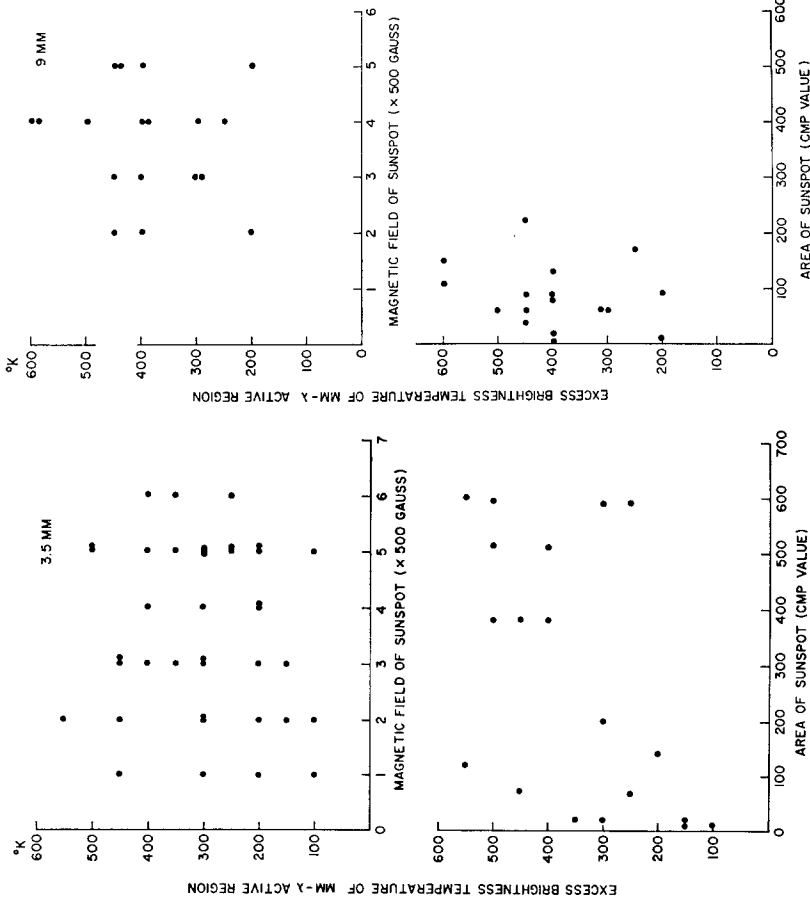 °K
600
500
400
300
200
100
3.5 MM
0 1 2 3 4 5 6 7
MAGNETIC FIELD OF SUNSPOT (× 500 GAUSS)
EXCESS BRIGHTNESS TEMPERATURE OF MM-λ ACTIVE REGION
600
500
400
300
200
100
0 100 200 300 400 500 600 700
AREA OF SUNSPOT (CMP VALUE)
°K
600
500
400
300
200
100
0
9 MM
1 2 3 4 5 6
MAGNETIC FIELD OF SUNSPOT (× 500 GAUSS)
EXCESS BRIGHTNESS TEMPERATURE OF MM-λ ACTIVE REGION
600
500
400
300
200
100
0
100 200 300 400 500 600
AREA OF SUNSPOT (CMP VALUE)